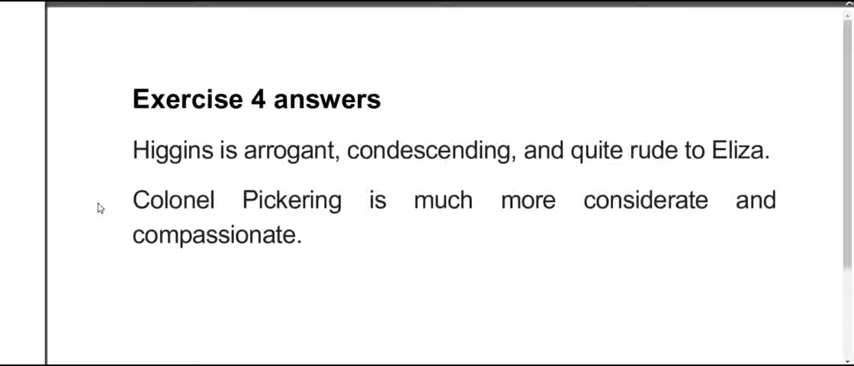 Exercise 4 answers
Higgins is arrogant, condescending, and quite rude to Eliza.
Colonel Pickering is much more considerate and
compassionate.